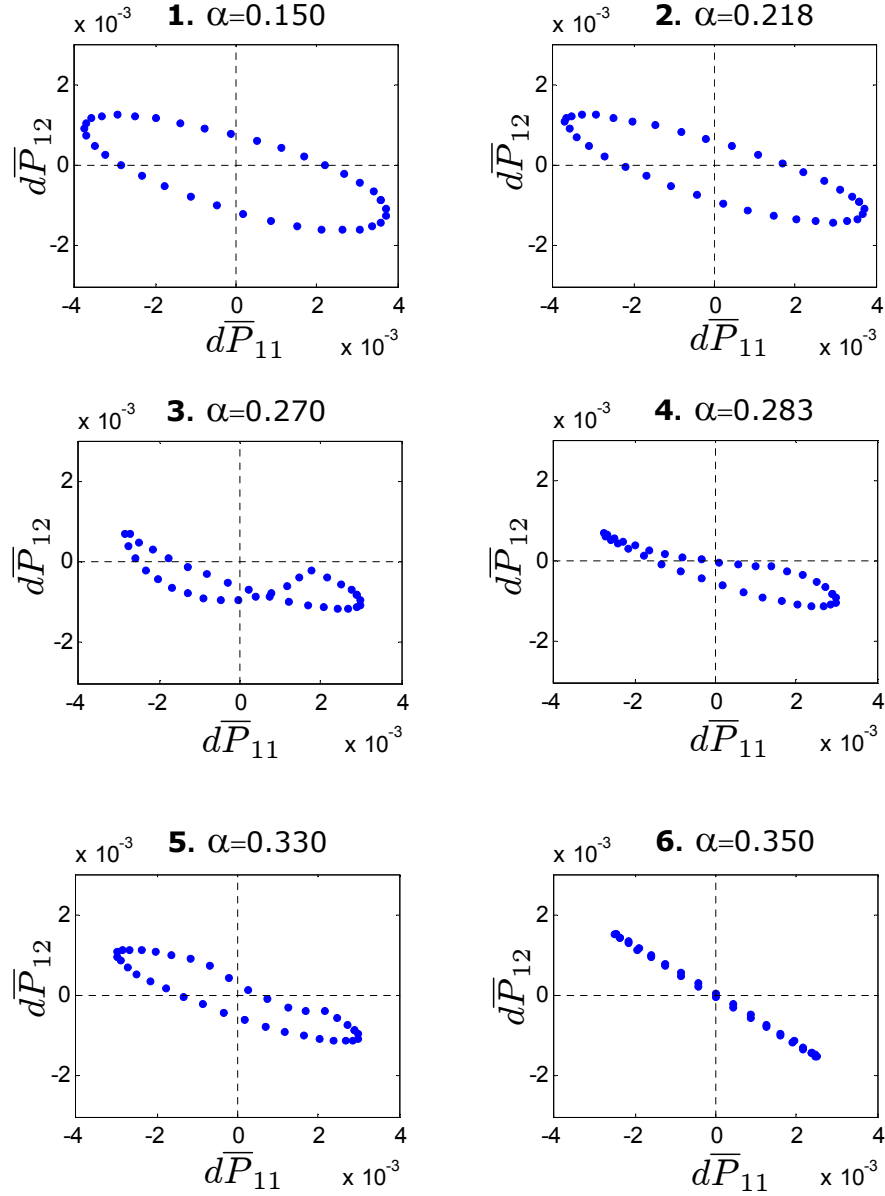 x 10⁻³
1. α=0.150
2
0
-2
dP̅₁₂
-4 -2 0 2 4
dP̅₁₁
x 10⁻³
x 10⁻³
2. α=0.218
2
0
-2
dP̅₁₂
-4 -2 0 2 4
dP̅₁₁
x 10⁻³
x 10⁻³
3. α=0.270
2
0
-2
dP̅₁₂
-4 -2 0 2 4
dP̅₁₁
x 10⁻³
x 10⁻³
4. α=0.283
2
0
-2
dP̅₁₂
-4 -2 0 2 4
dP̅₁₁
x 10⁻³
x 10⁻³
5. α=0.330
2
0
-2
dP̅₁₂
-4 -2 0 2 4
dP̅₁₁
x 10⁻³
x 10⁻³
6. α=0.350
2
0
-2
dP̅₁₂
-4 -2 0 2 4
dP̅₁₁
x 10⁻³